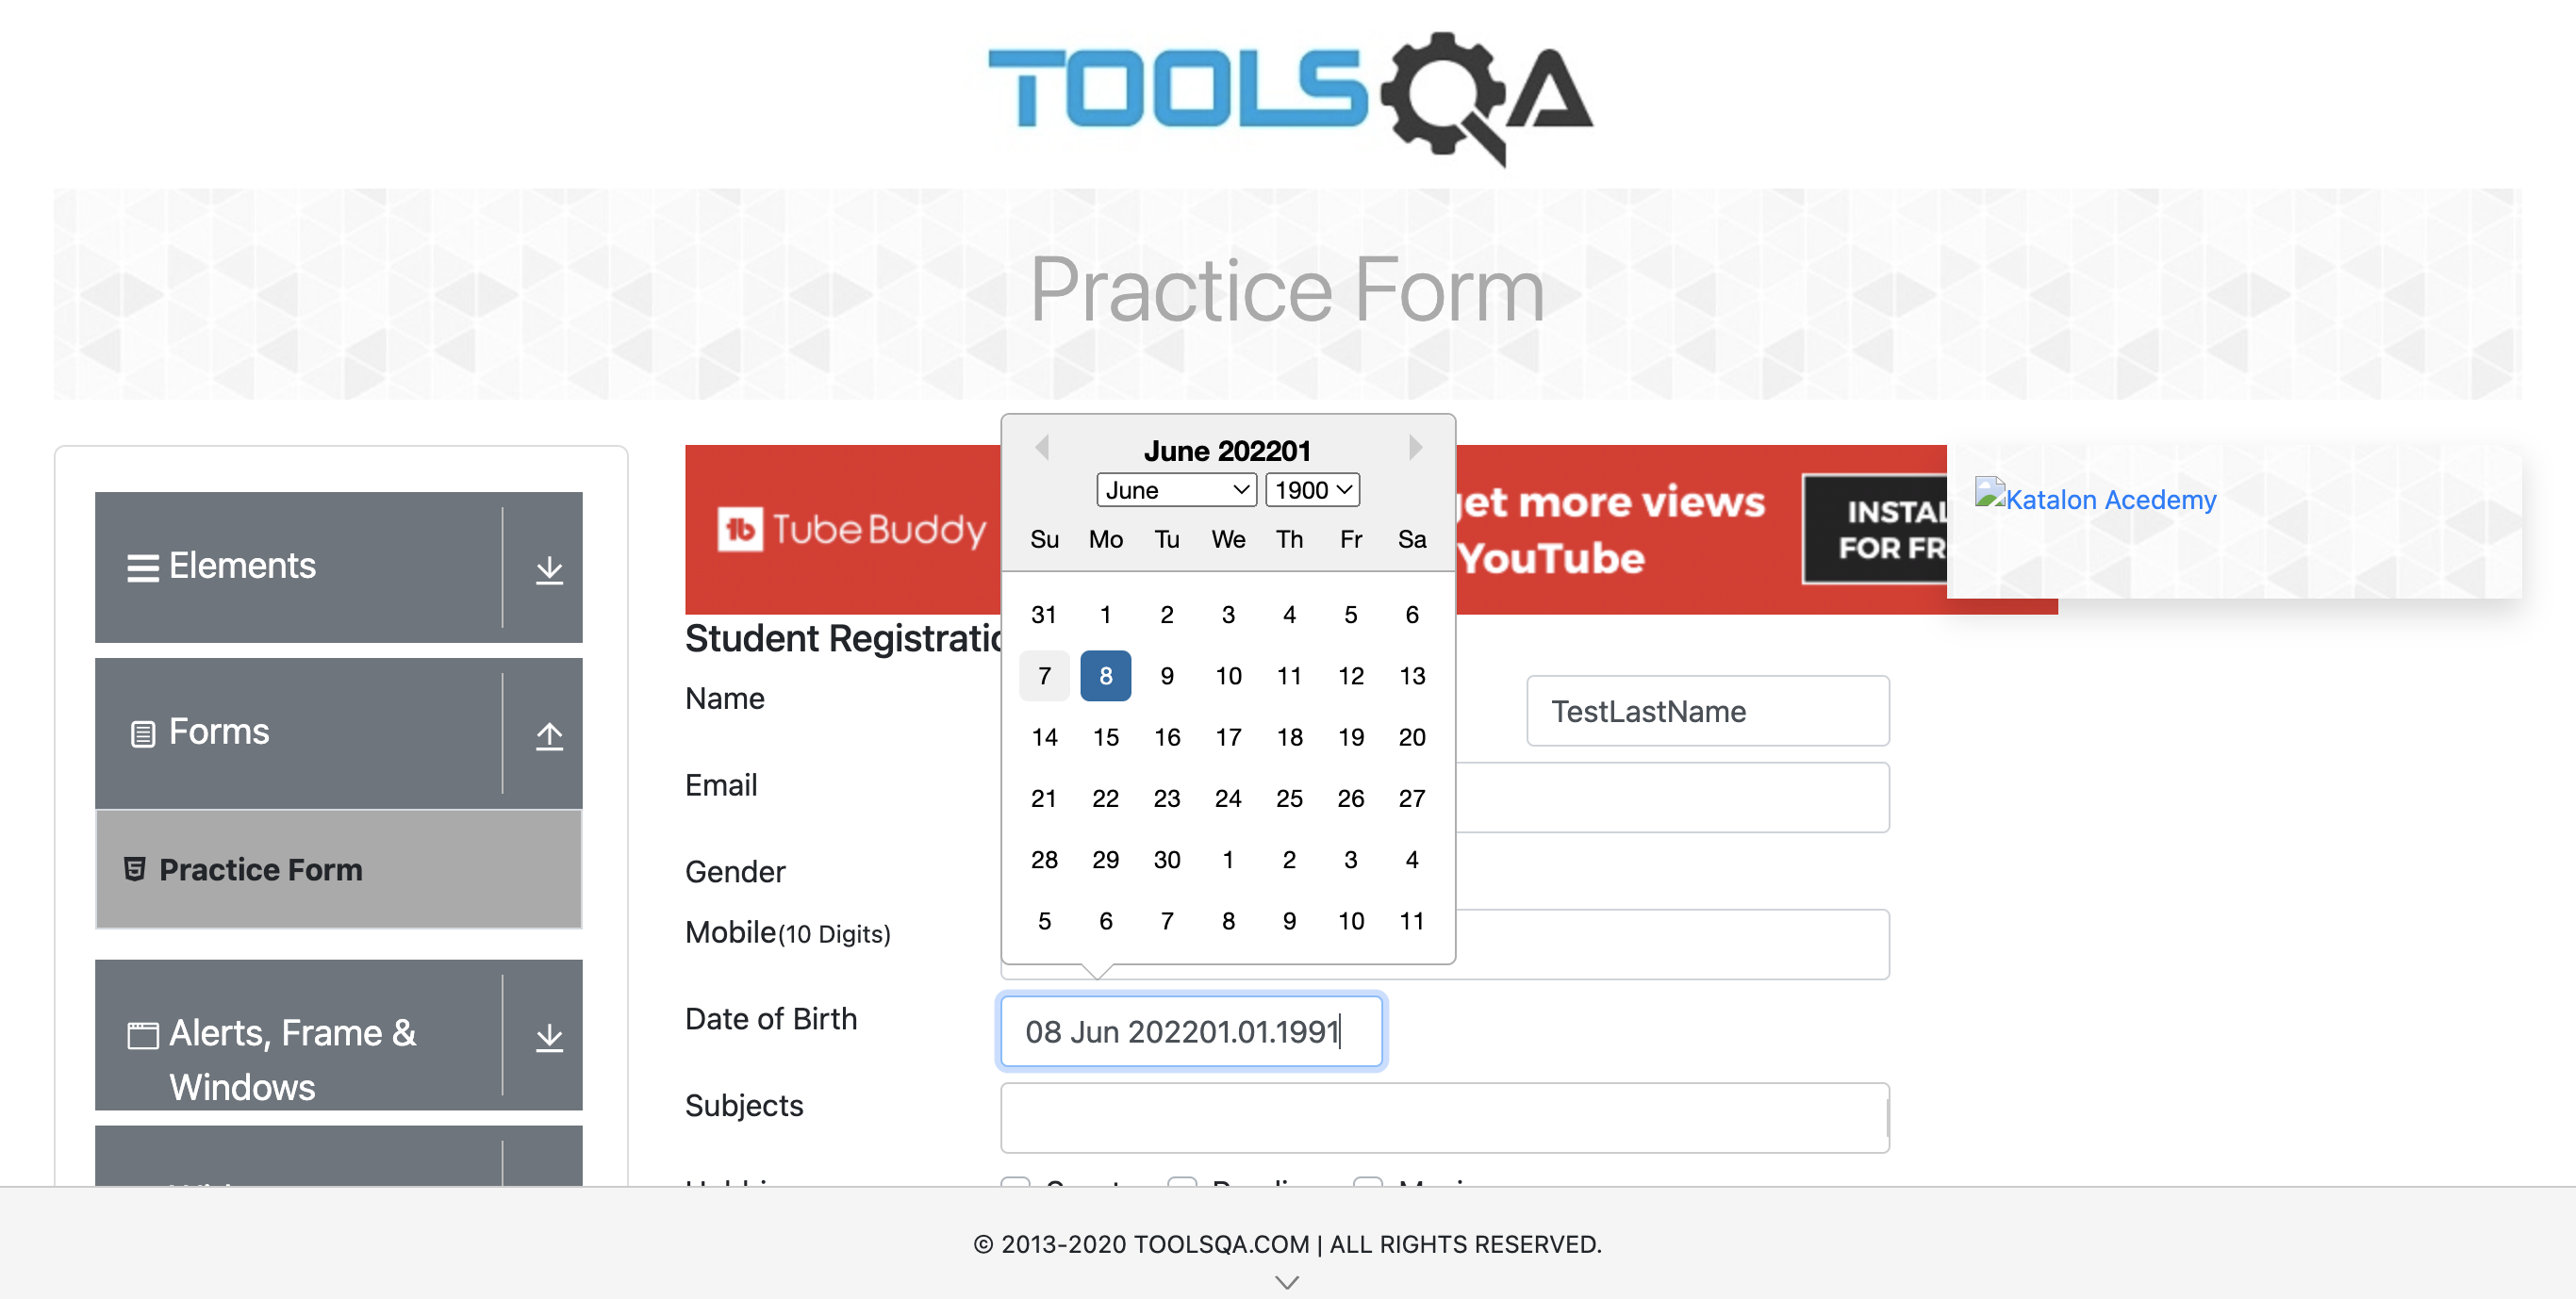 TOOLSQA
Practice Form
Elements
Forms
Practice Form
Alerts, Frame &
Windows
TubeBuddy
get more views
YouTube
INSTAL
FOR FR
Katalon Acedemy
June 202201
June 1900
Su Mo Tu We Th Fr Sa
31 1 2 3 4 5 6
7 8 9 10 11 12 13
14 15 16 17 18 19 20
21 22 23 24 25 26 27
28 29 30 1 2 3 4
5 6 7 8 9 10 11
Student Registratio
Name TestLastName
Email
Gender
Mobile(10 Digits)
Date of Birth 08 Jun 202201.01.1991
Subjects
© 2013-2020 TOOLSQA.COM | ALL RIGHTS RESERVED.